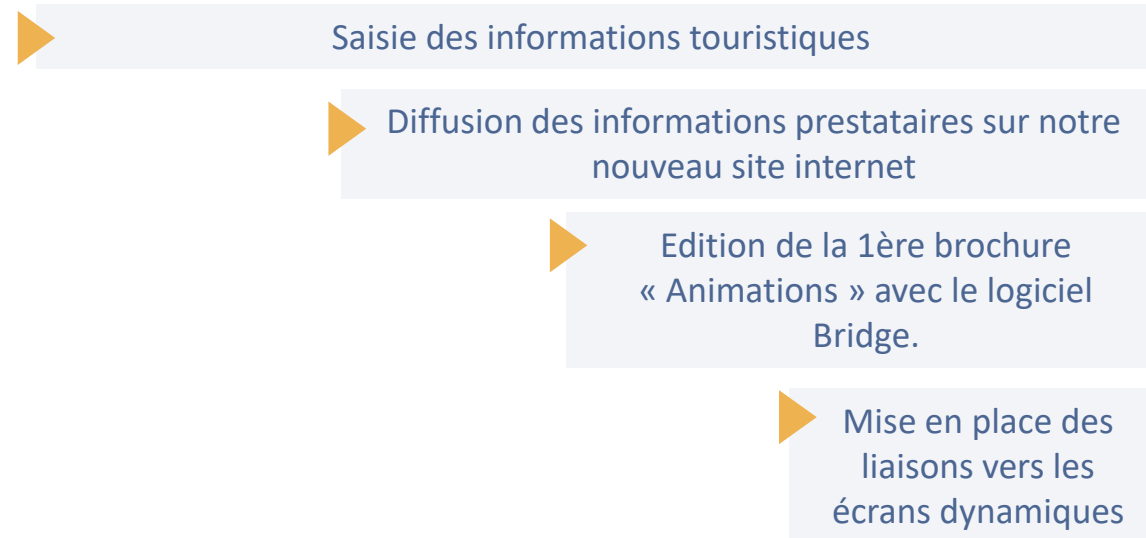 Saisie des informations touristiques
Diffusion des informations prestataires sur notre
nouveau site internet
Edition de la 1ère brochure
« Animations » avec le logiciel
Bridge.
Mise en place des
liaisons vers les
écrans dynamiques